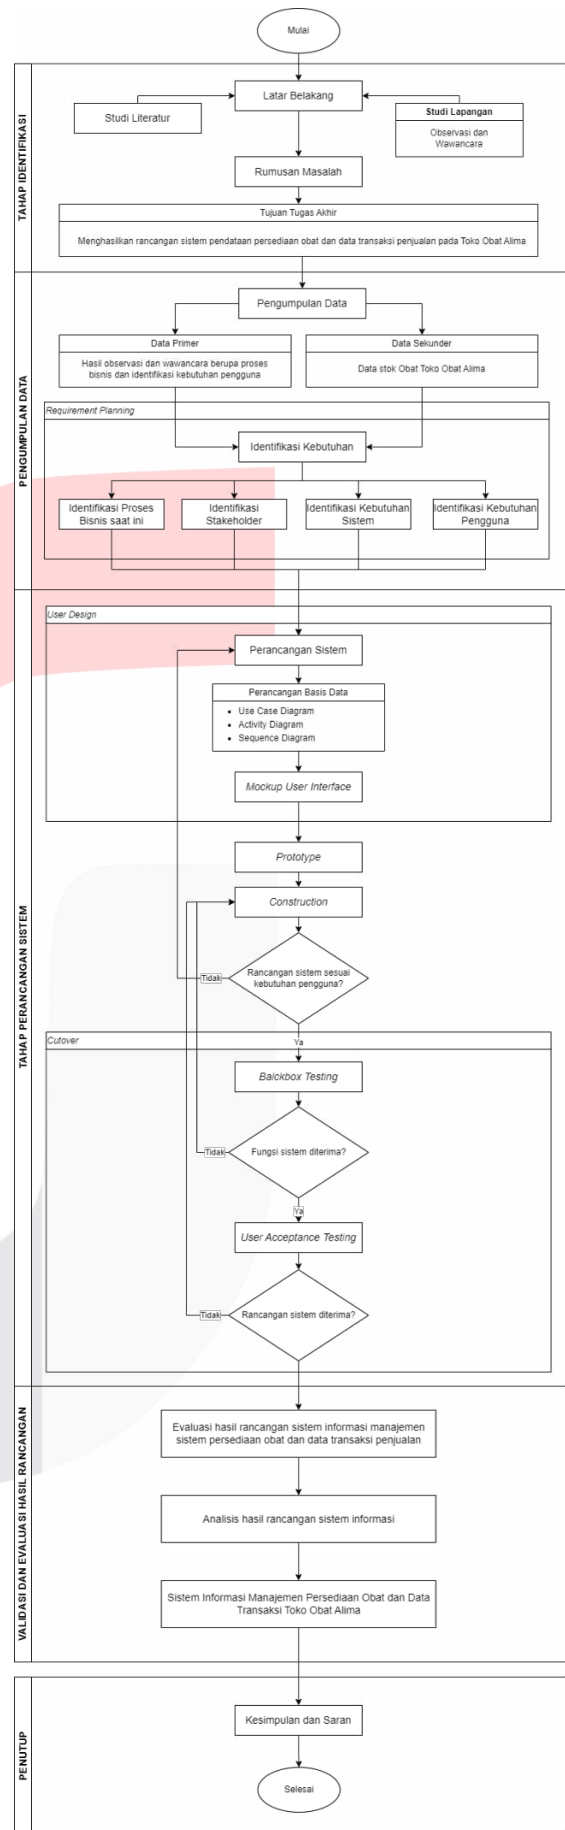 Mulai
TAHAP IDENTIFIKASI
Latar Belakang
Studi Literatur
Studi Lapangan
Observasi dan
Wawancara
Rumusan Masalah
Tujuan Tugas Akhir
Menghasilkan rancangan sistem pendataan persediaan obat dan data transaksi penjualan pada Toko Obat Alima
PENGUMPULAN DATA
Pengumpulan Data
Data Primer
Hasil observasi dan wawancara berupa proses
bisnis dan identifikasi kebutuhan pengguna
Data Sekunder
Data stok Obat Toko Obat Alima
Requirement Planning
Identifikasi Kebutuhan
Identifikasi Proses
Bisnis saat ini
Identifikasi
Stakeholder
Identifikasi Kebutuhan
Sistem
Identifikasi Kebutuhan
Pengguna
TAHAP PERANCANGAN SISTEM
User Design
Perancangan Sistem
Perancangan Basis Data
• Use Case Diagram
• Activity Diagram
• Sequence Diagram
Mockup User Interface
Prototype
Construction
Rancangan sistem sesuai
kebutuhan pengguna?
Tidak
Ya
Cutover
Balckbox Testing
Fungsi sistem diterima?
Tidak
Ya
User Acceptance Testing
Rancangan sistem diterima?
Tidak
VALIDASI DAN EVALUASI HASIL RANCANGAN
Evaluasi hasil rancangan sistem informasi manajemen
sistem persediaan obat dan data transaksi penjualan
Analisis hasil rancangan sistem informasi
Sistem Informasi Manajemen Persediaan Obat dan Data
Transaksi Toko Obat Alima
PENUTUP
Kesimpulan dan Saran
Selesai